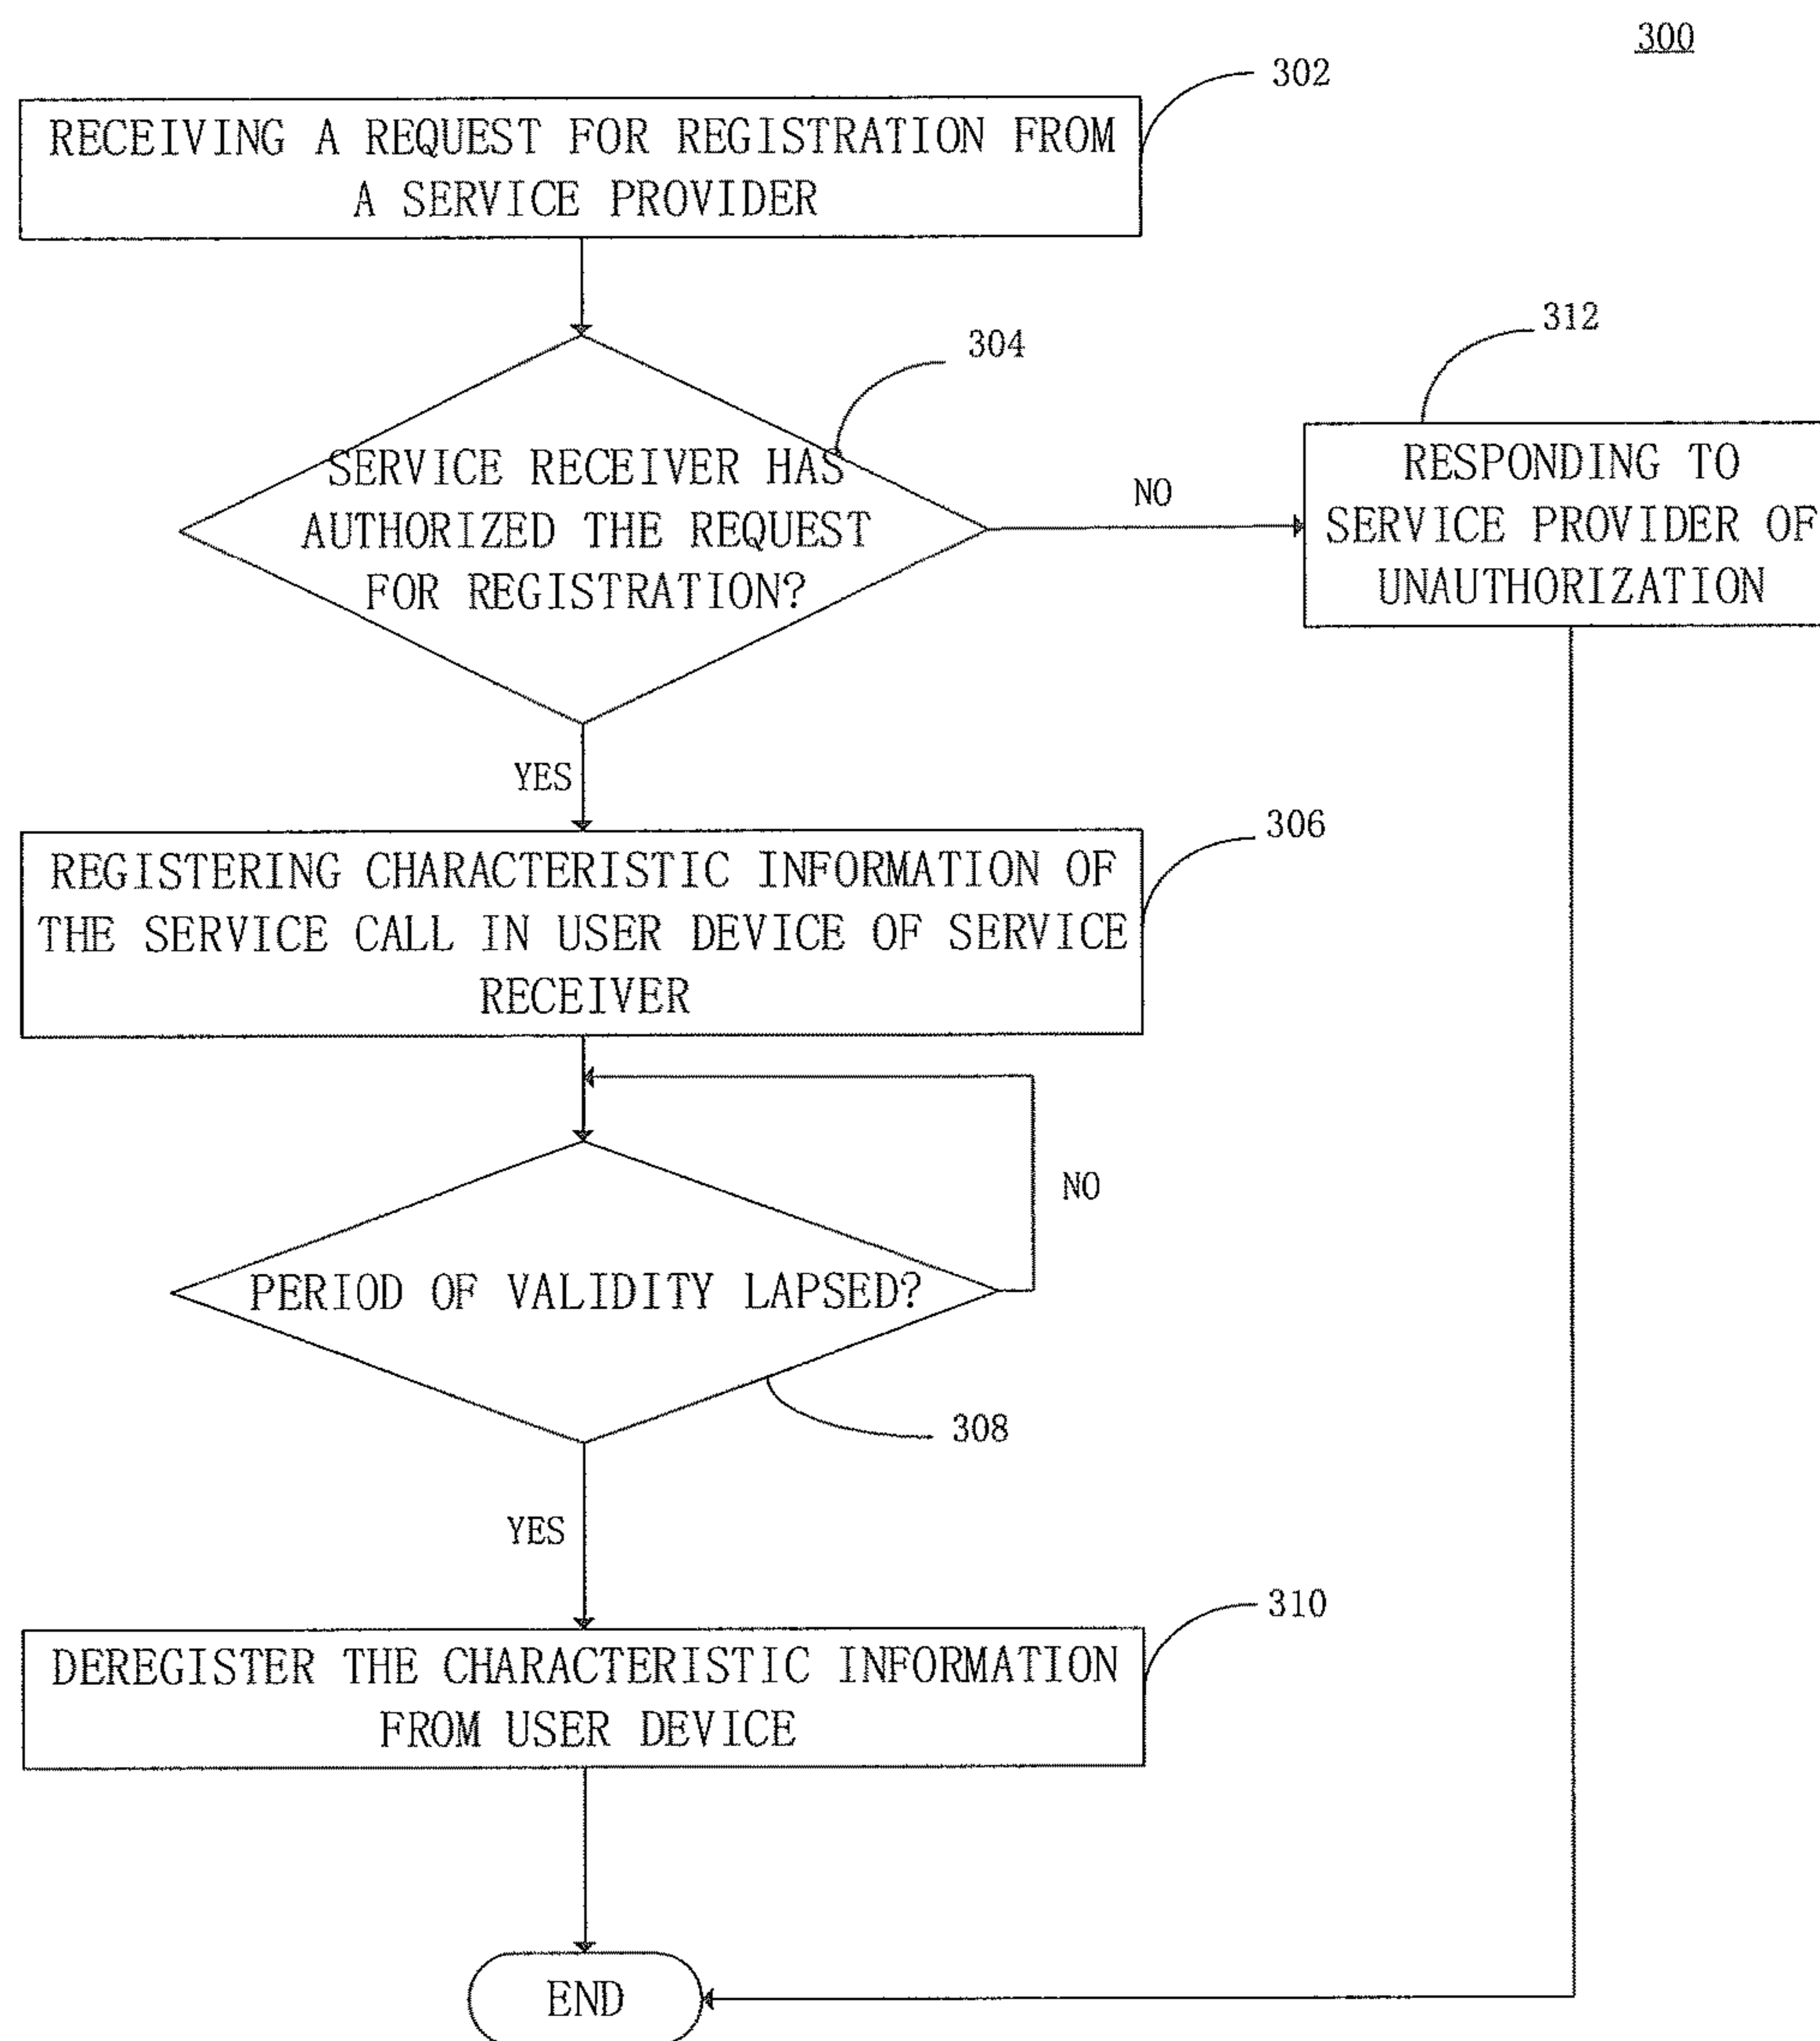 300
302
RECEIVING A REQUEST FOR REGISTRATION FROM
A SERVICE PROVIDER
304
SERVICE RECEIVER HAS
AUTHORIZED THE REQUEST
FOR REGISTRATION?
NO
312
RESPONDING TO
SERVICE PROVIDER OF
UNAUTHORIZATION
YES
306
REGISTERING CHARACTERISTIC INFORMATION OF
THE SERVICE CALL IN USER DEVICE OF SERVICE
RECEIVER
NO
PERIOD OF VALIDITY LAPSED?
308
YES
310
DEREGISTER THE CHARACTERISTIC INFORMATION
FROM USER DEVICE
END